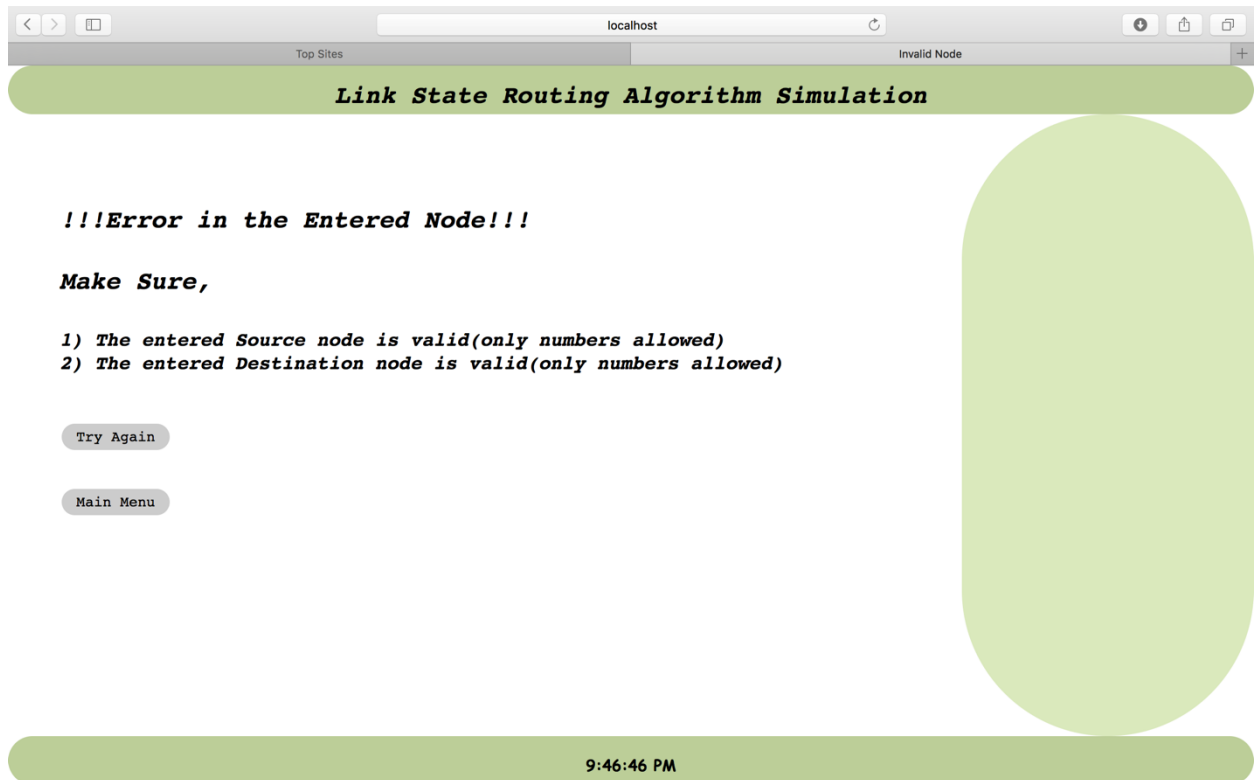 localhost
Top Sites
Invalid Node
Link State Routing Algorithm Simulation
!!!Error in the Entered Node!!!
Make Sure,
1) The entered Source node is valid(only numbers allowed)
2) The entered Destination node is valid(only numbers allowed)
Try Again
Main Menu
9:46:46 PM